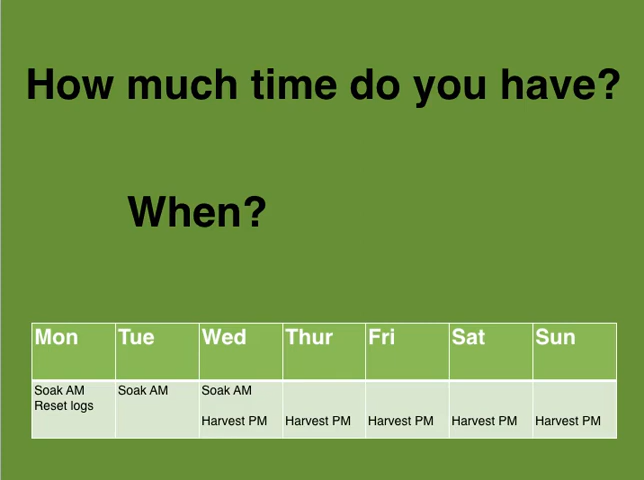 How much time do you have?
When?
Mon Tue Wed Thur Fri Sat Sun
Soak AM Soak AM Soak AM
Reset logs
Harvest PM Harvest PM Harvest PM Harvest PM Harvest PM